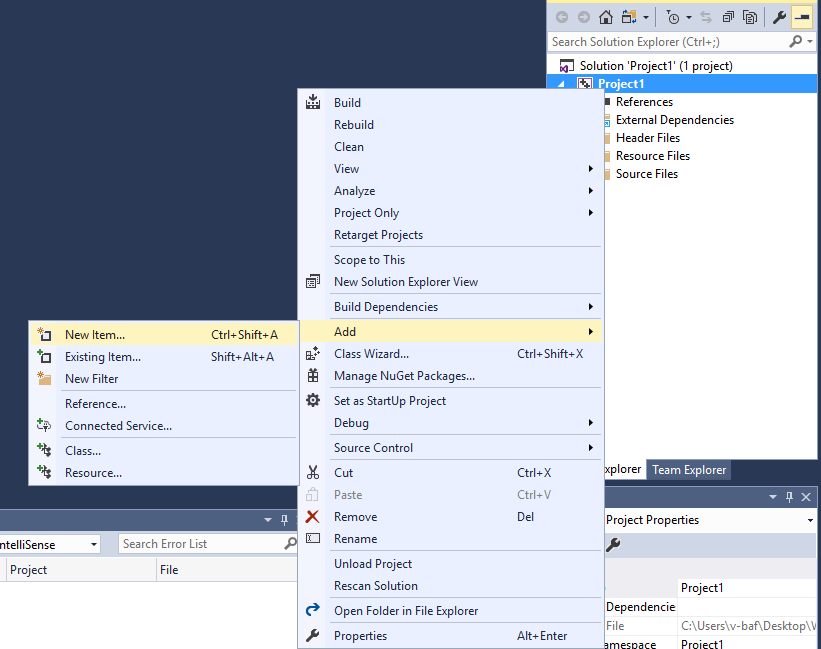 Search Solution Explorer (Ctrl+;)
Solution 'Project1' (1 project)
Project1
References
External Dependencies
Header Files
Resource Files
Source Files
Build
Rebuild
Clean
View
Analyze
Project Only
Retarget Projects
Scope to This
New Solution Explorer View
Build Dependencies
Add
Class Wizard... Ctrl+Shift+X
Manage NuGet Packages...
Set as StartUp Project
Debug
Source Control
Cut Ctrl+X
Paste Ctrl+V
Remove Del
Rename
Unload Project
Rescan Solution
Open Folder in File Explorer
Properties Alt+Enter
New Item... Ctrl+Shift+A
Existing Item... Shift+Alt+A
New Filter
Reference...
Connected Service...
Class...
Resource...
xplorer Team Explorer
Project Properties
Project1
Dependencie
File C:\Users\v-baf\Desktop\V
amespace Project1
ntelliSense Search Error List
Project File